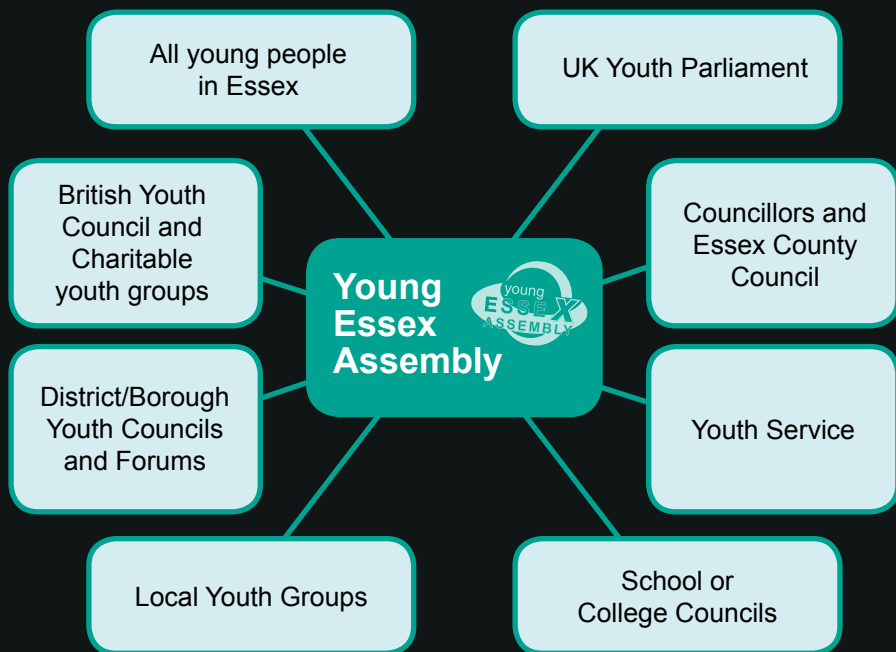 All young people
in Essex
UK Youth Parliament
British Youth
Council and
Charitable
youth groups
Councillors and
Essex County
Council
Young
Essex
Assembly
young
ESSEX
ASSEMBLY
District/Borough
Youth Councils
and Forums
Youth Service
Local Youth Groups
School or
College Councils